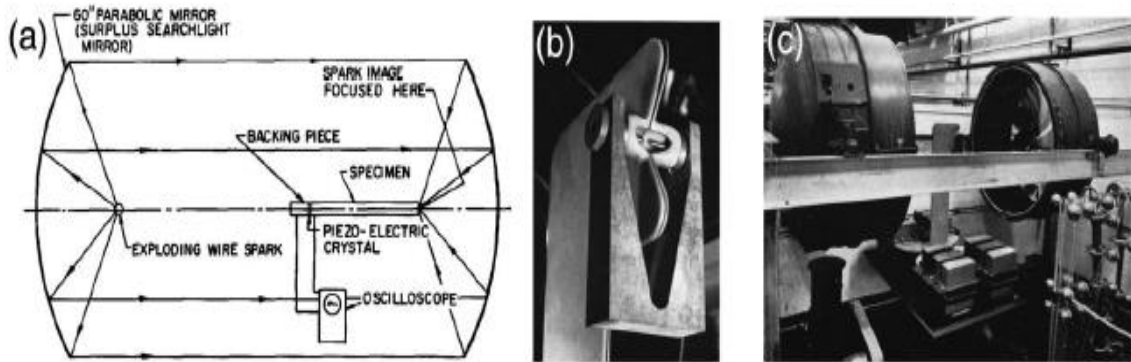 (a)
60" PARABOLIC MIRROR
(SURPLUS SEARCHLIGHT
MIRROR)
SPARK IMAGE
FOCUSED HERE
BACKING PIECE
SPECIMEN
EXPLODING WIRE SPARK
PIEZO-ELECTRIC
CRYSTAL
OSCILLOSCOPE
(b)
(c)